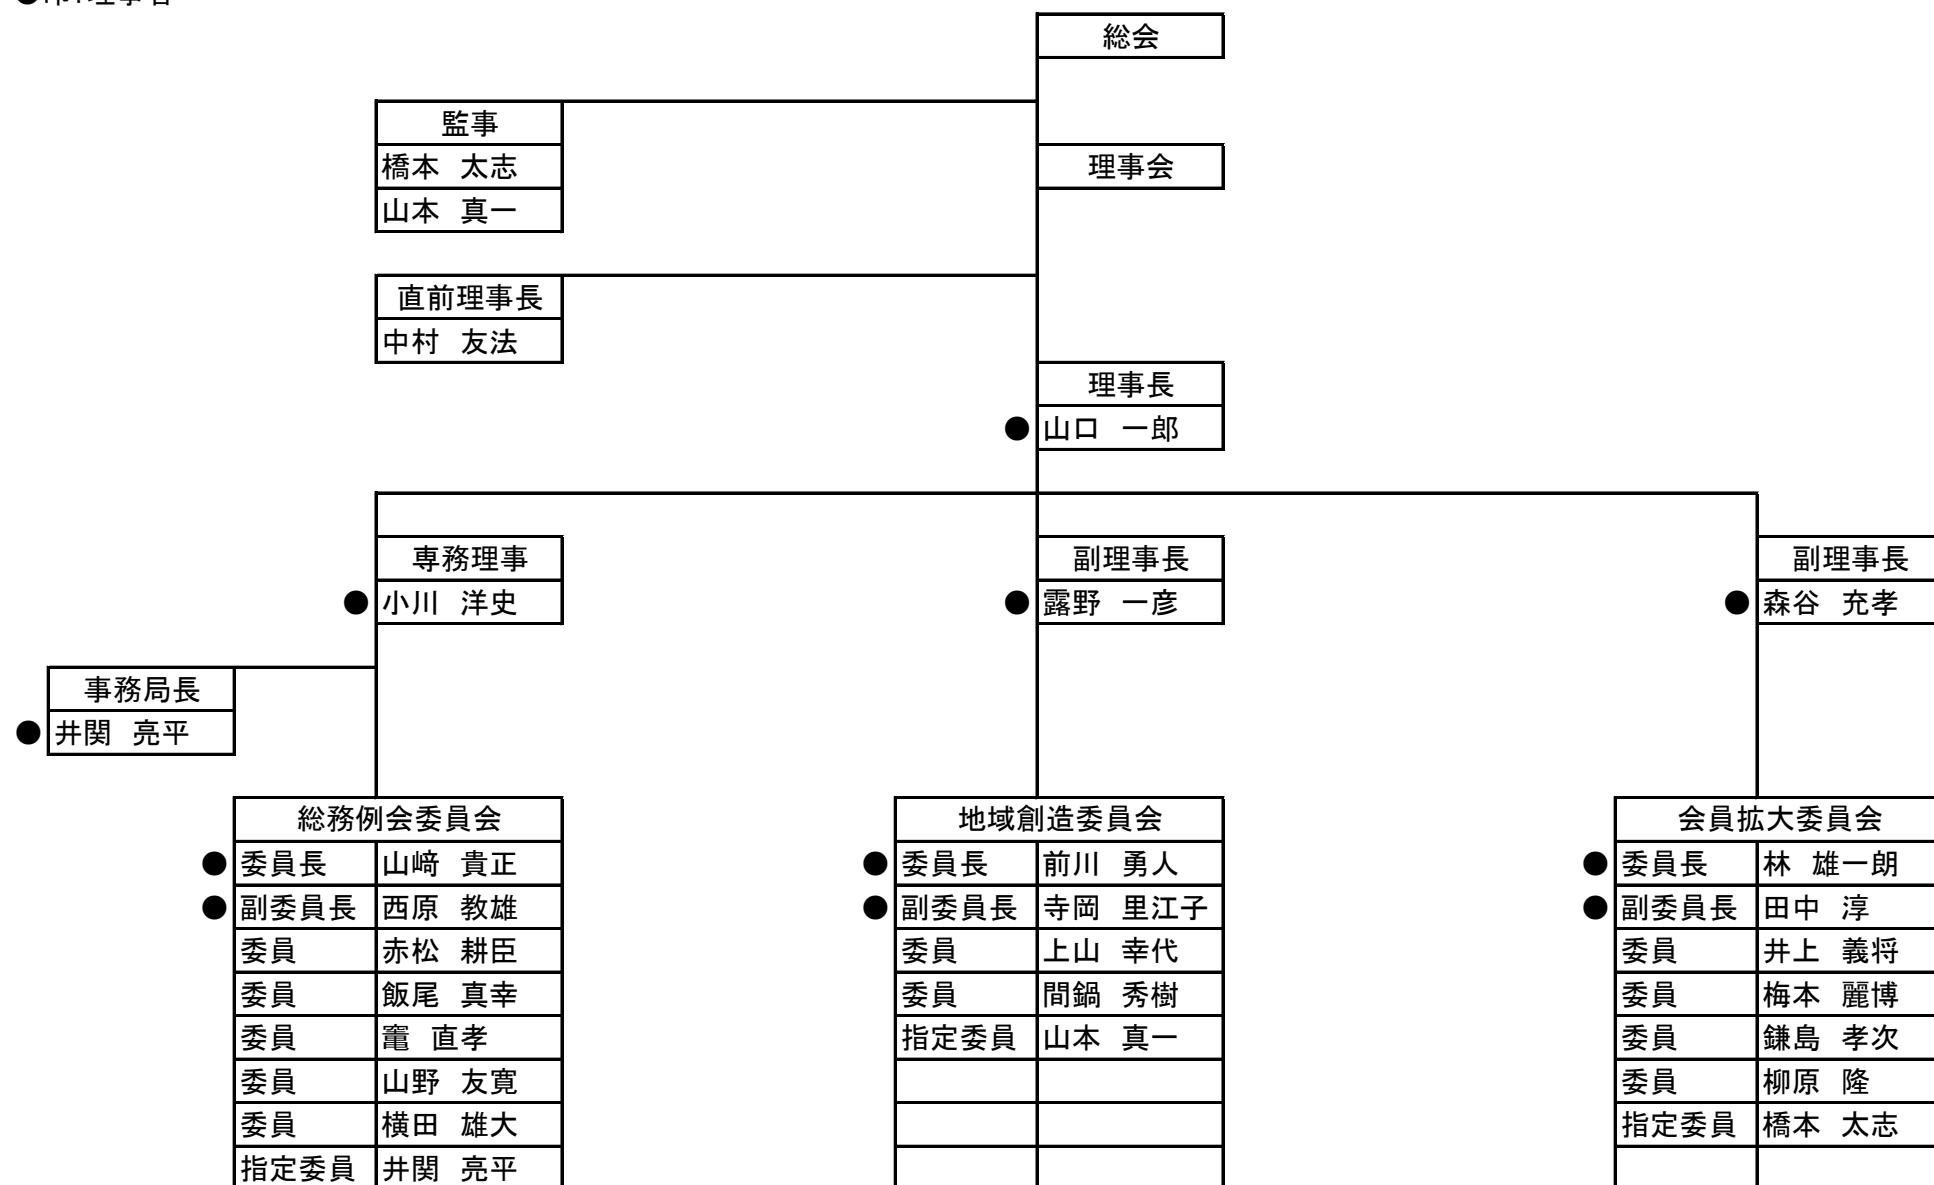 総会
監事
橋本 太志
山本 真一
理事会
直前理事長
中村 友法
理事長
● 山口 一郎
専務理事
● 小川 洋史
副理事長
● 露野 一彦
副理事長
● 森谷 充孝
事務局長
● 井関 亮平
総務例会委員会
● 委員長 山﨑 貴正
● 副委員長 西原 教雄
委員 赤松 耕臣
委員 飯尾 真幸
委員 竃 直孝
委員 山野 友寛
委員 横田 雄大
指定委員 井関 亮平
地域創造委員会
● 委員長 前川 勇人
● 副委員長 寺岡 里江子
委員 上山 幸代
委員 間鍋 秀樹
指定委員 山本 真一
会員拡大委員会
● 委員長 林 雄一朗
● 副委員長 田中 淳
委員 井上 義将
委員 梅本 麗博
委員 鎌島 孝次
委員 柳原 隆
指定委員 橋本 太志